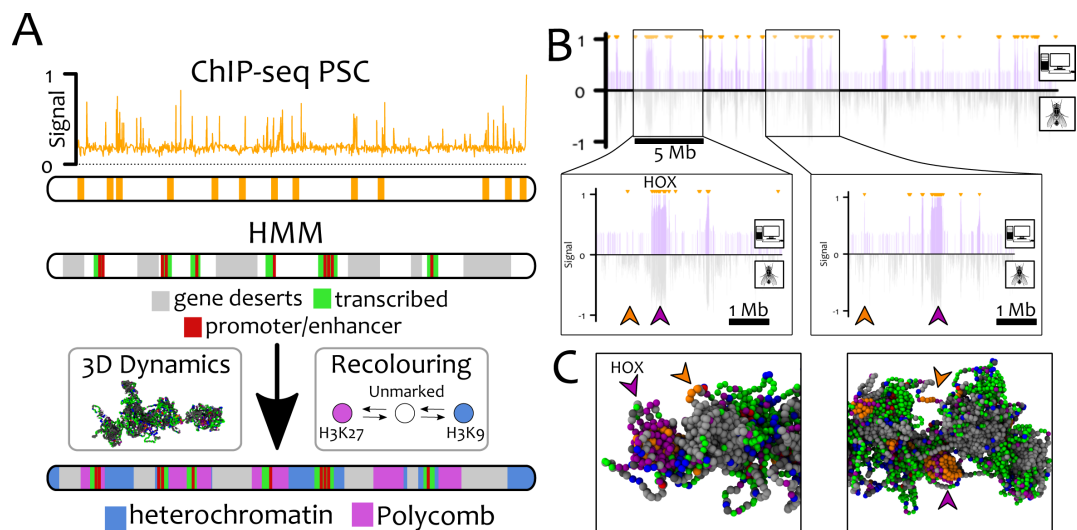 A
ChIP-seq PSC
1
Signal
0
HMM
gene deserts
transcribed
promoter/enhancer
3D Dynamics
Recolouring
Unmarked
H3K27
H3K9
heterochromatin
Polycomb
B
1
0
-1
5 Mb
HOX
1
Signal
0
-1
1 Mb
1
Signal
0
-1
1 Mb
C
HOX